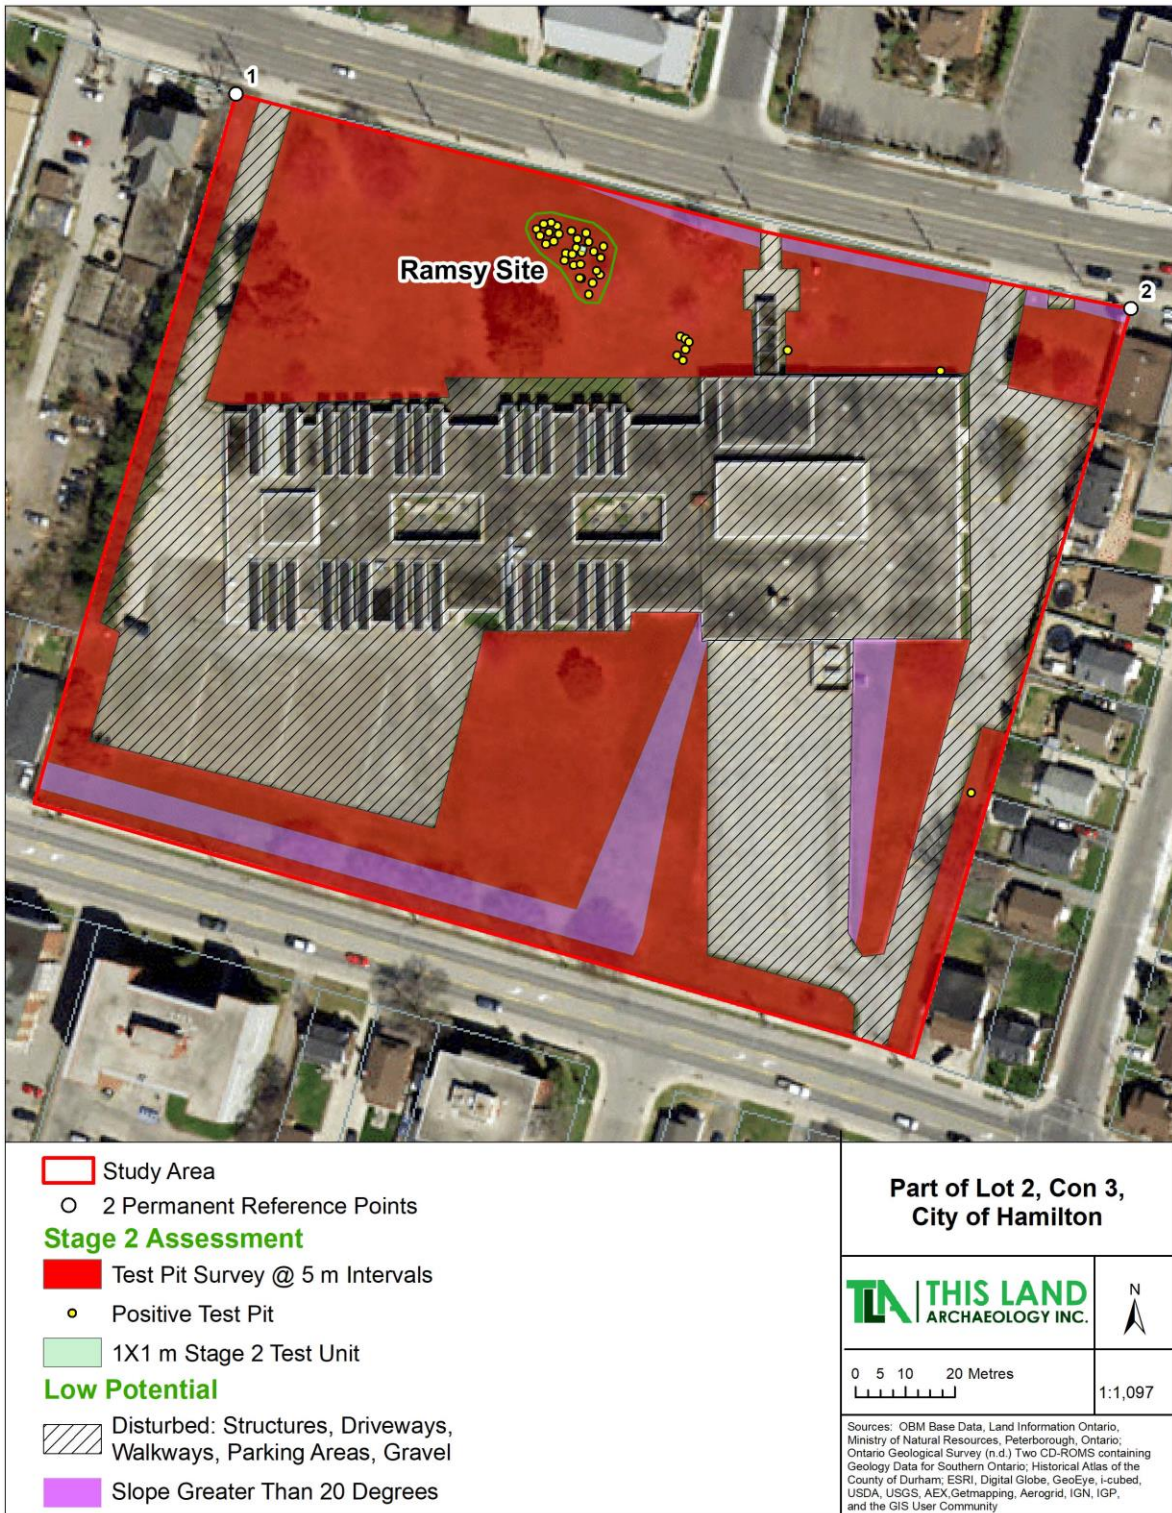 1
2
Ramsy Site
Study Area
2 Permanent Reference Points
Stage 2 Assessment
Test Pit Survey @ 5 m Intervals
Positive Test Pit
1X1 m Stage 2 Test Unit
Low Potential
Disturbed: Structures, Driveways,
Walkways, Parking Areas, Gravel
Slope Greater Than 20 Degrees
Part of Lot 2, Con 3,
City of Hamilton
TLA THIS LAND
ARCHAEOLOGY INC.
N
0 5 10 20 Metres
1:1,097
Sources: OBM Base Data, Land Information Ontario,
Ministry of Natural Resources, Peterborough, Ontario;
Ontario Geological Survey (n.d.) Two CD-ROMS containing
Geology Data for Southern Ontario; Historical Atlas of the
County of Durham; ESRI, Digital Globe, GeoEye, i-cubed,
USDA, USGS, AEX,Getmapping, Aerogrid, IGN, IGP,
and the GIS User Community